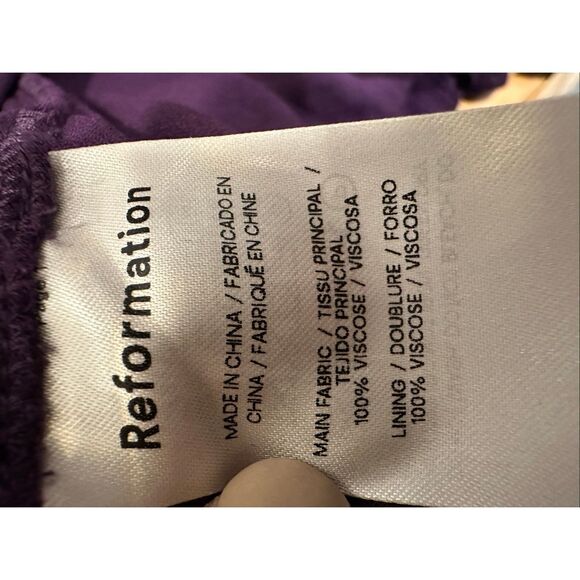 Reformation
MADE IN CHINA / FABRICADO EN
CHINA / FABRIQUÉ EN CHINE
MAIN FABRIC / TISSU PRINCIPAL /
TEJIDO PRINCIPAL
100% VISCOSE / VISCOSA
LINING / DOUBLURE / FORRO
100% VISCOSE / VISCOSA